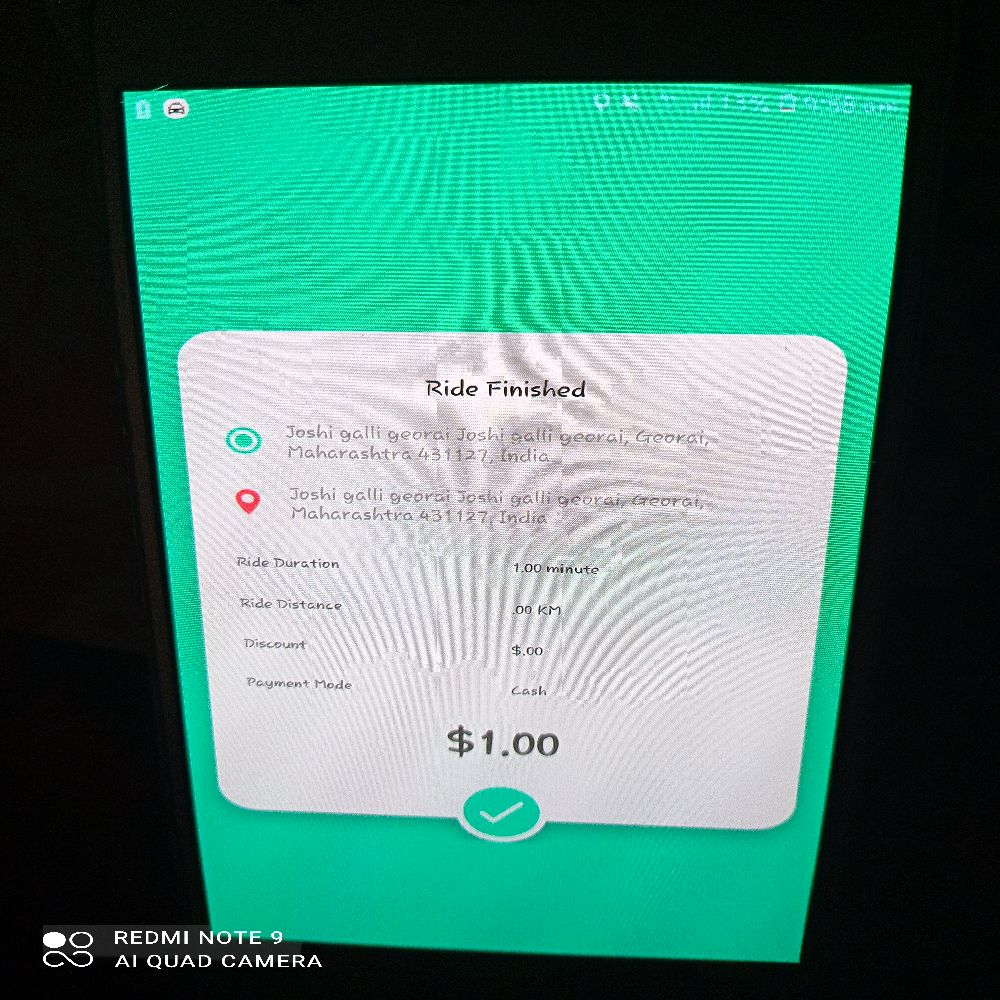 Ride Finished
Joshi galli georai Joshi galli georai, Georai,
Maharashtra 431127, India
Joshi galli georai Joshi galli georai, Georai,
Maharashtra 431127, India
Ride Duration 1.00 minute
Ride Distance .00 KM
Discount $.00
Payment Mode Cash
$1.00
REDMI NOTE 9
AI QUAD CAMERA